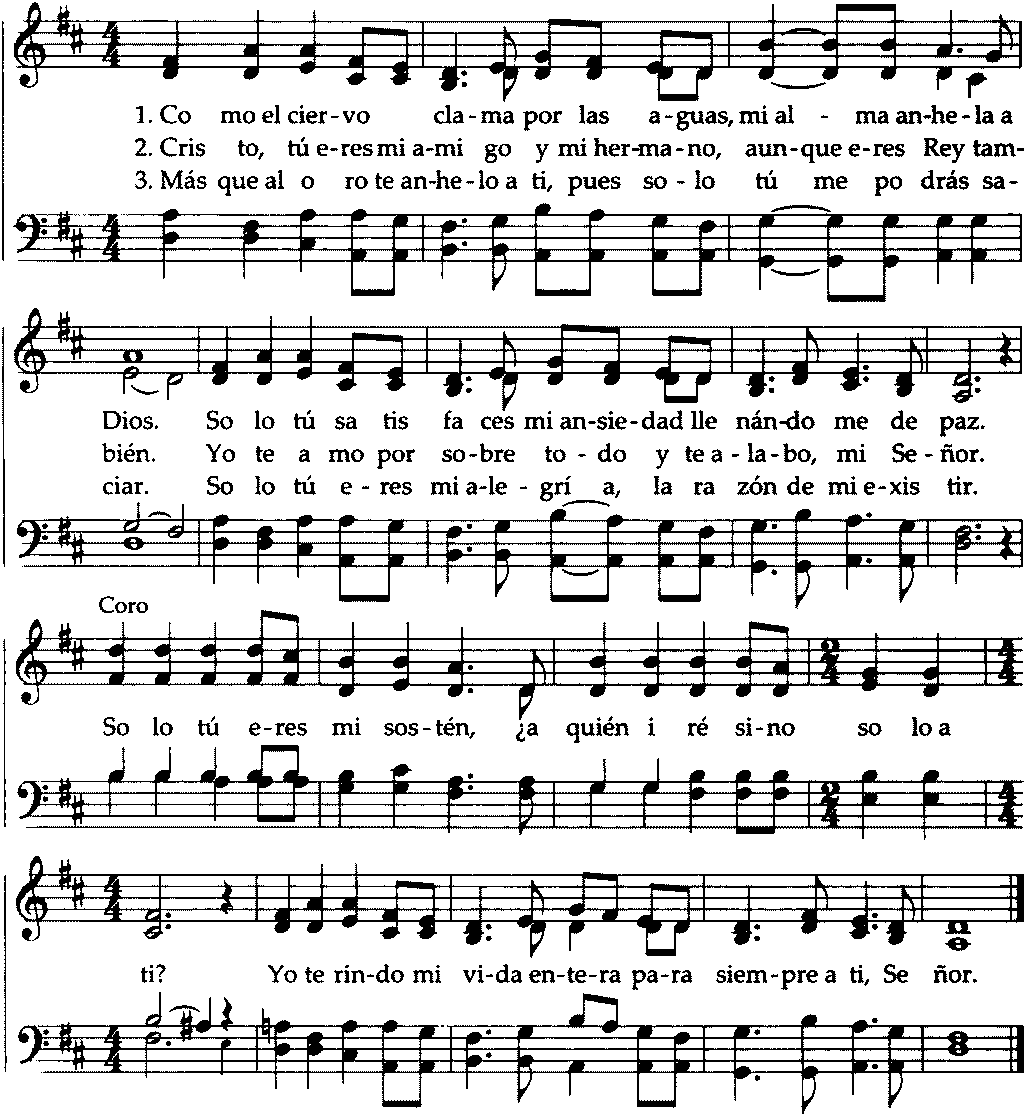 1. Co mo el cier-vo cla-ma por las a-guas, mi al - ma an-he-la a
2. Cris to, tú e-res mi a-mi go y mi her-ma-no, aun-que e-res Rey tam-
3. Más que al o ro te an-he-lo a ti, pues so-lo tú me po drás sa-
Dios. So lo tú sa tis fa ces mi an-sie-dad lle nán-do me de paz.
bién. Yo te a mo por so-bre to-do y te a-la-bo, mi Se-ñor.
ciar. So lo tú e-res mi a-le-grí a, la ra zón de mi e-xis tir.
Coro
So lo tú e-res mi sos-tén, ¿a quién i ré si-no so lo a
ti? Yo te rin-do mi vi-da en-te-ra pa-ra siem-pre a ti, Se ñor.